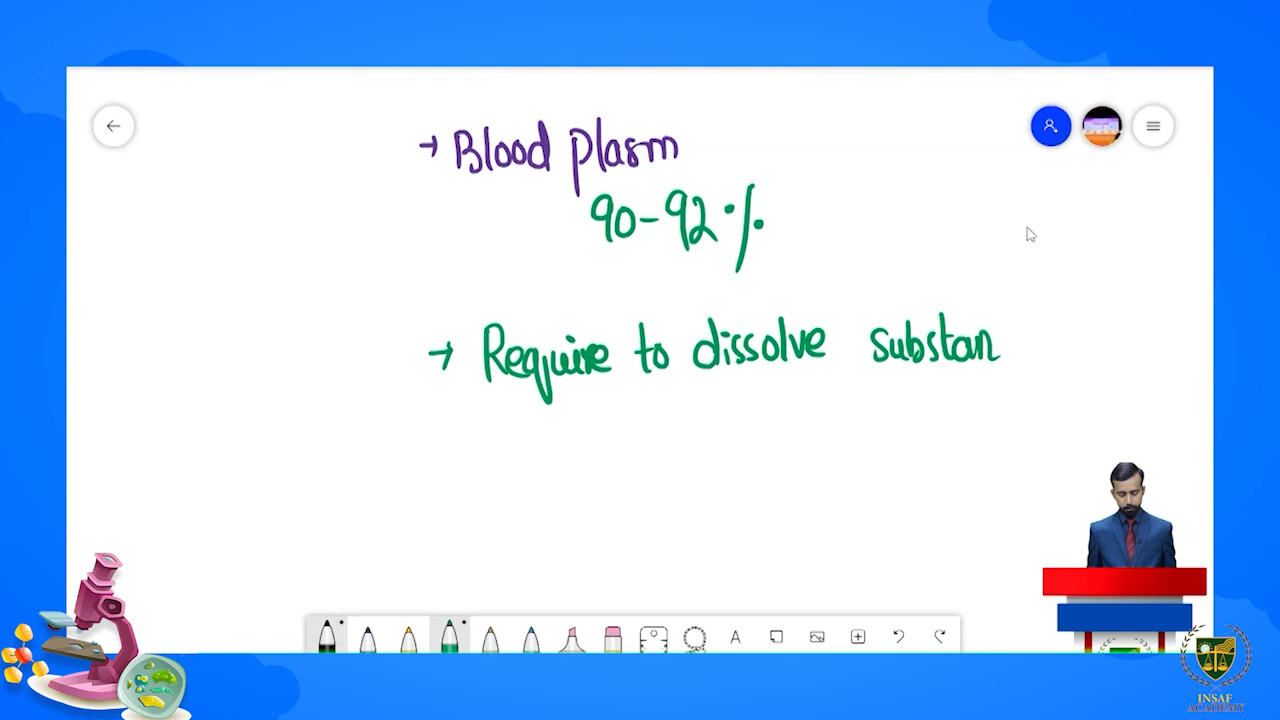 → Blood plasm
90-92%
→ Require to dissolve substan
A
INSAF
ACADEMY